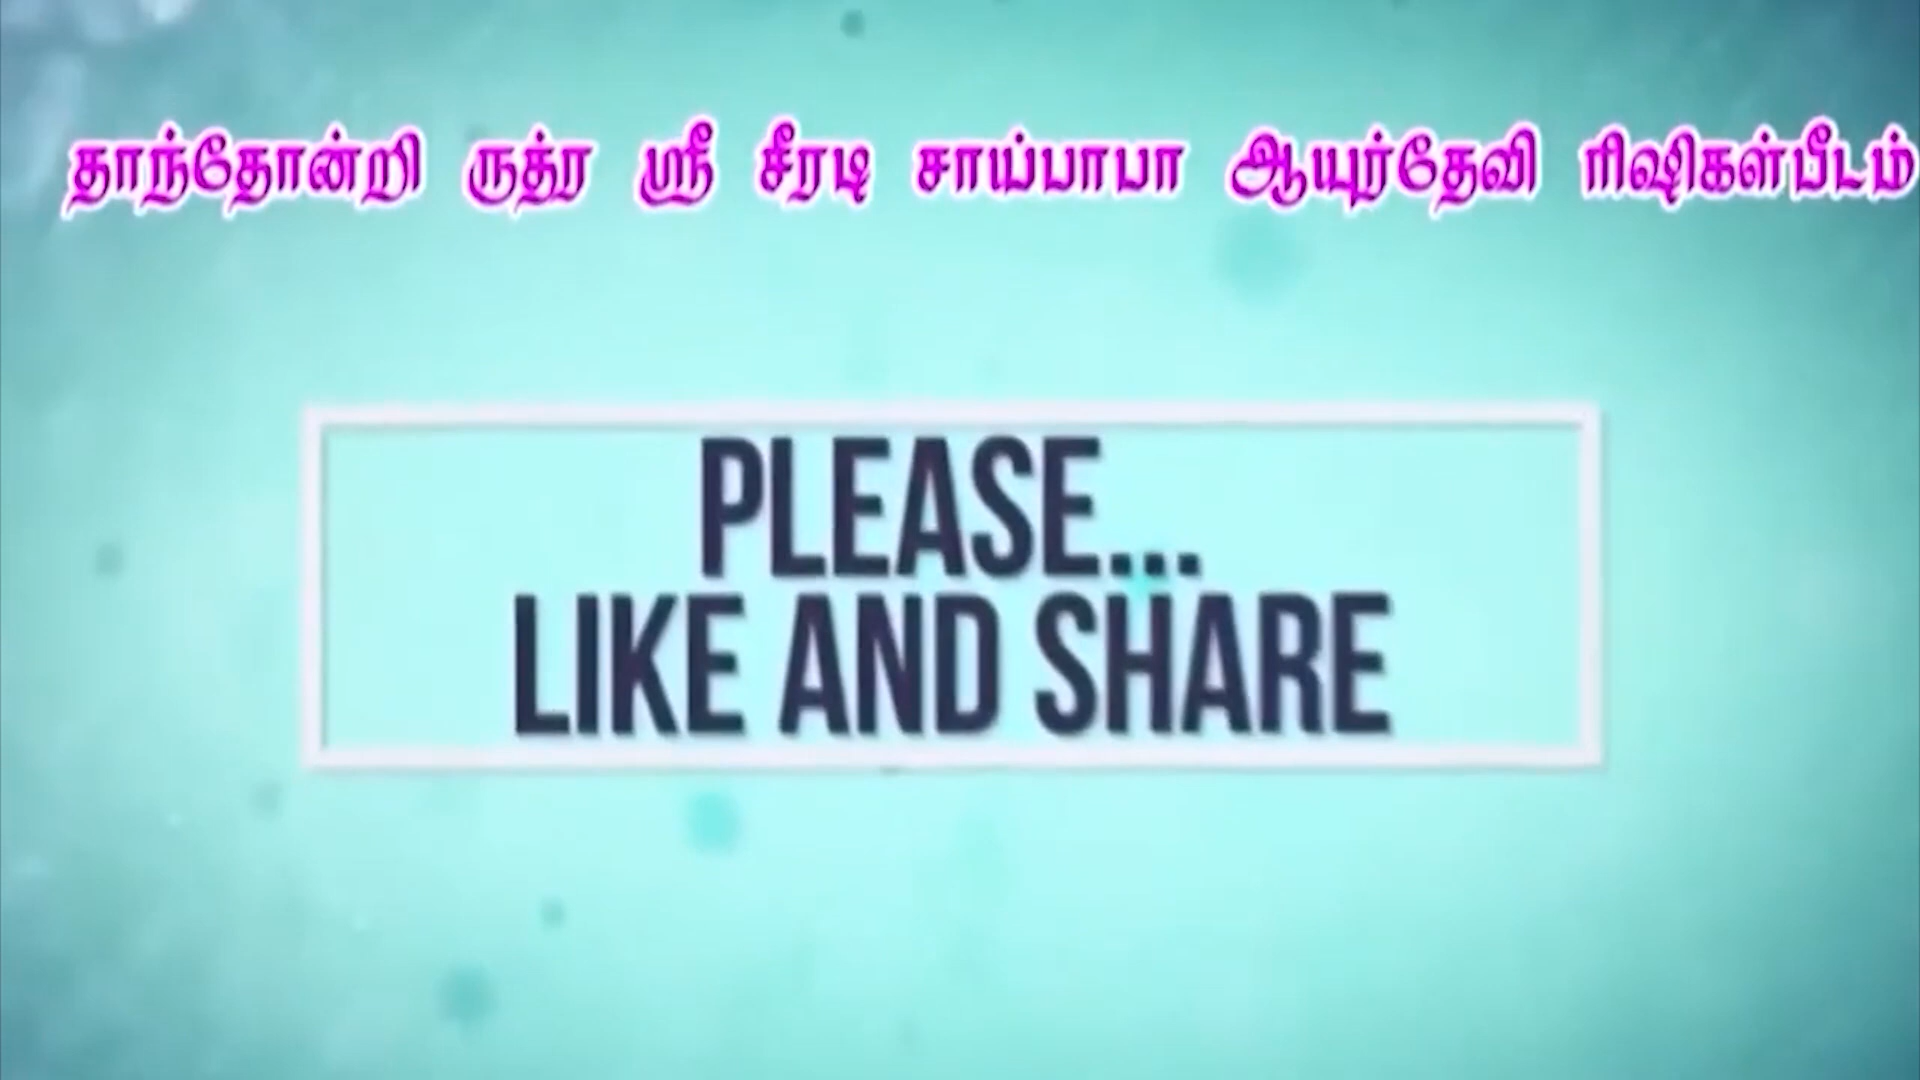 தாந்தோன்றி ருத்ர ஸ்ரீ சீரடி சாய்பாபா ஆயுர்தேவி ரிஷிகள்பீடம்
PLEASE...
LIKE AND SHARE